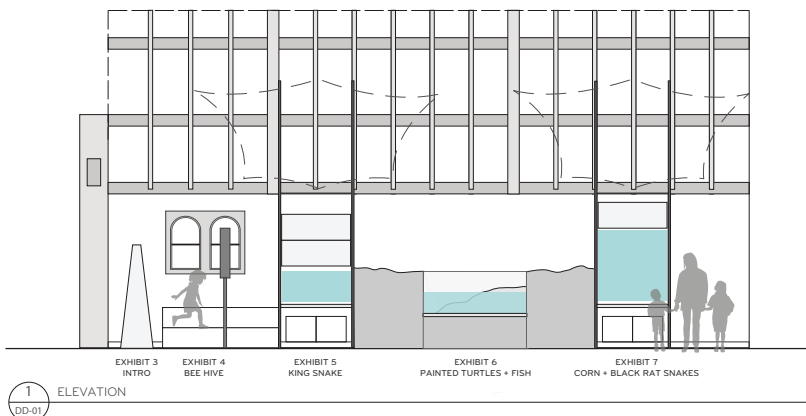 EXHIBIT 3
INTRO
EXHIBIT 4
BEE HIVE
EXHIBIT 5
KING SNAKE
EXHIBIT 6
PAINTED TURTLES + FISH
EXHIBIT 7
CORN + BLACK RAT SNAKES
1
ELEVATION
DD-01